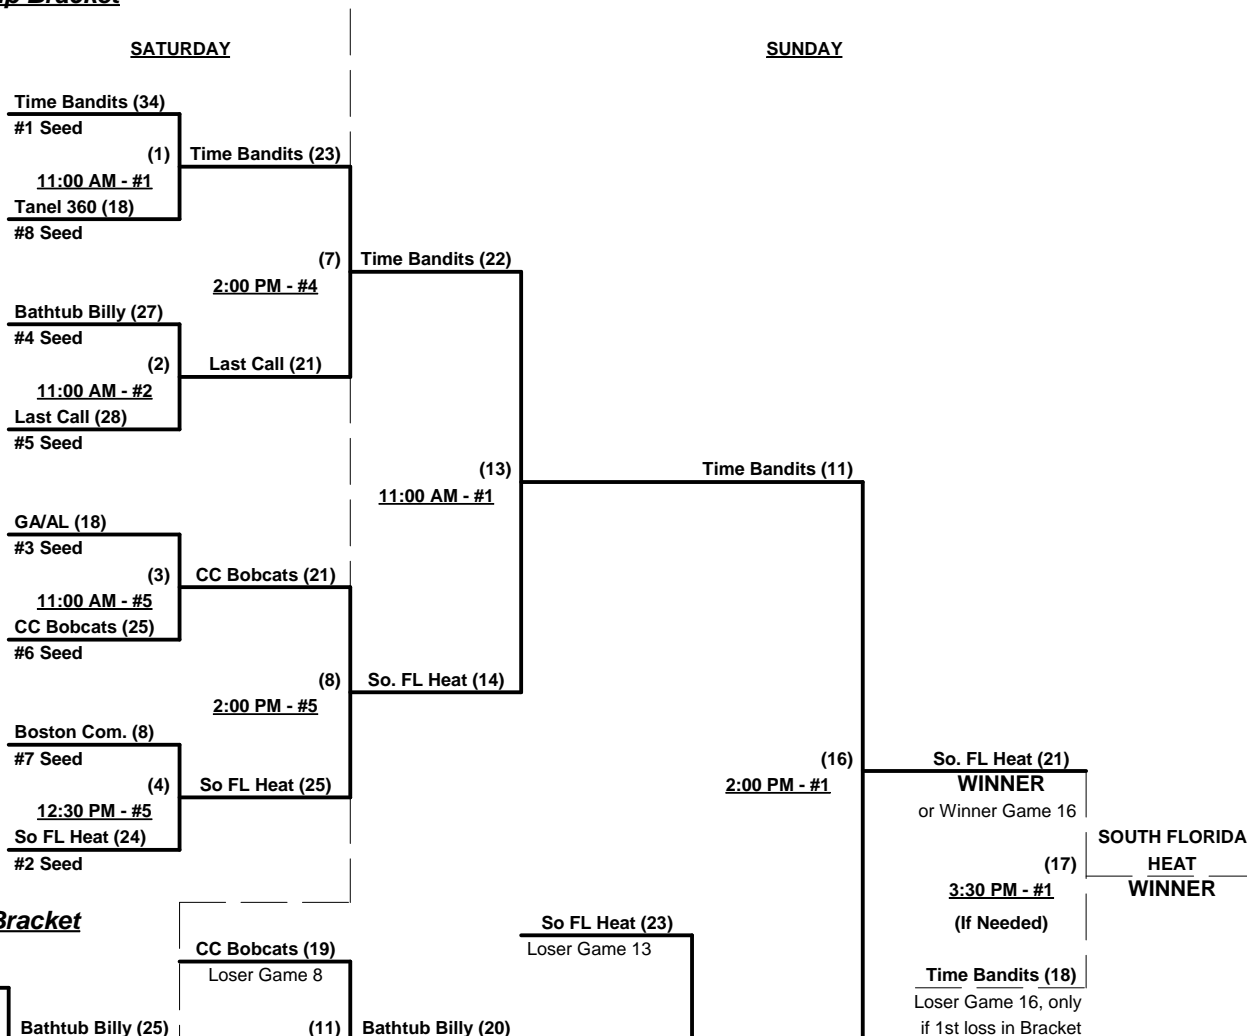 p Bracket
SATURDAY
SUNDAY
Time Bandits (34)
#1 Seed
(1)
Time Bandits (23)
11:00 AM - #1
Tanel 360 (18)
#8 Seed
(7)
Time Bandits (22)
2:00 PM - #4
Bathtub Billy (27)
#4 Seed
(2)
Last Call (21)
11:00 AM - #2
Last Call (28)
#5 Seed
(13)
Time Bandits (11)
11:00 AM - #1
GA/AL (18)
#3 Seed
(3)
CC Bobcats (21)
11:00 AM - #5
CC Bobcats (25)
#6 Seed
(8)
So. FL Heat (14)
2:00 PM - #5
Boston Com. (8)
#7 Seed
(4)
So FL Heat (25)
12:30 PM - #5
So FL Heat (24)
#2 Seed
(16)
So. FL Heat (21)
2:00 PM - #1
WINNER
or Winner Game 16
SOUTH FLORIDA
HEAT
WINNER
(17)
3:30 PM - #1
(If Needed)
Bracket
CC Bobcats (19)
Loser Game 8
So FL Heat (23)
Loser Game 13
Time Bandits (18)
Loser Game 16, only
if 1st loss in Bracket
Bathtub Billy (25)
(11)
Bathtub Billy (20)